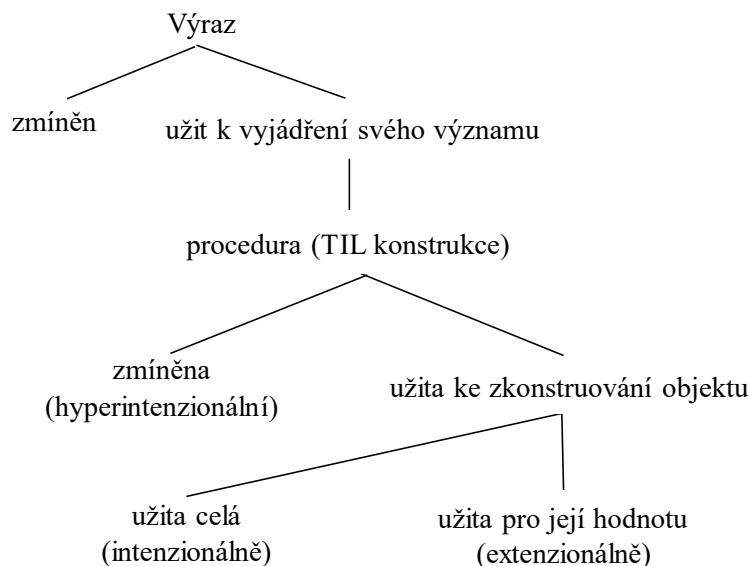 Výraz
zmíněn
užit k vyjádření svého významu
procedura (TIL konstrukce)
zmíněna
(hyperintenzionální)
užita ke zkonstruování objektu
užita celá
(intenzionálně)
užita pro její hodnotu
(extenzionálně)